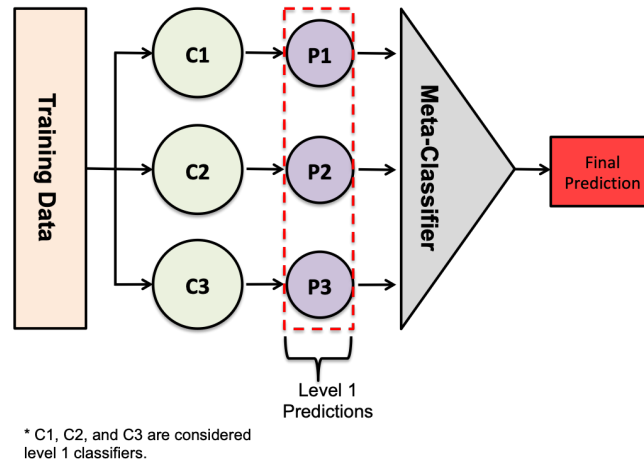 Training Data
C1
P1
C2
P2
C3
P3
Meta-Classifier
Final
Prediction
Level 1
Predictions
* C1, C2, and C3 are considered
level 1 classifiers.